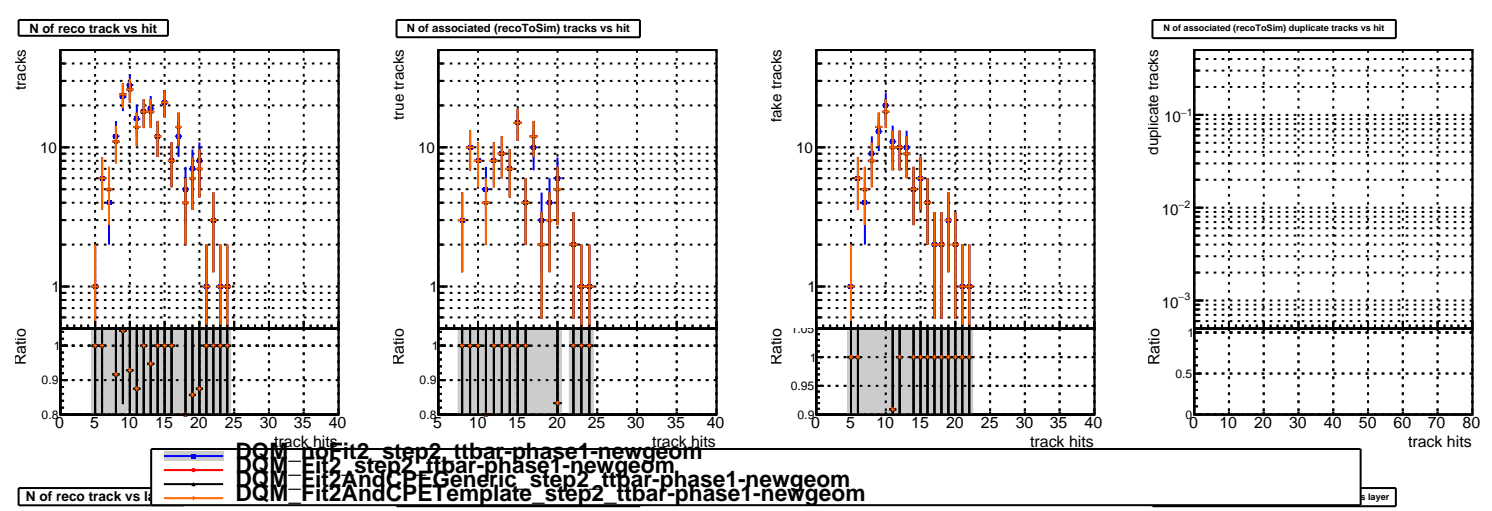 N of reco track vs hit
N of associated (recoToSim) tracks vs hit
N of associated (recoToSim) duplicate tracks vs hit
tracks
10
1
Ratio
1
0.9
0.8
0 5 10 15 20 25 30 35 40
track hits
true tracks
10
1
Ratio
1
0.9
0.8
0 5 10 15 20 25 30 35 40
track hits
fake tracks
10
1
Ratio
1.05
1
0.95
0.9
0 5 10 15 20 25 30 35 40
track hits
duplicate tracks
10−1
10−2
10−3
Ratio
1
0.5
0
0 10 20 30 40 50 60 70 80
track hits
DQM_noFit2_step2_ttbar-phase1-newgeom
DQM_Fit2_step2_ttbar-phase1-newgeom
DQM_Fit2AndCPEGeneric_step2_ttbar-phase1-newgeom
DQM_Fit2AndCPETemplate_step2_ttbar-phase1-newgeom
N of reco track vs la
s layer